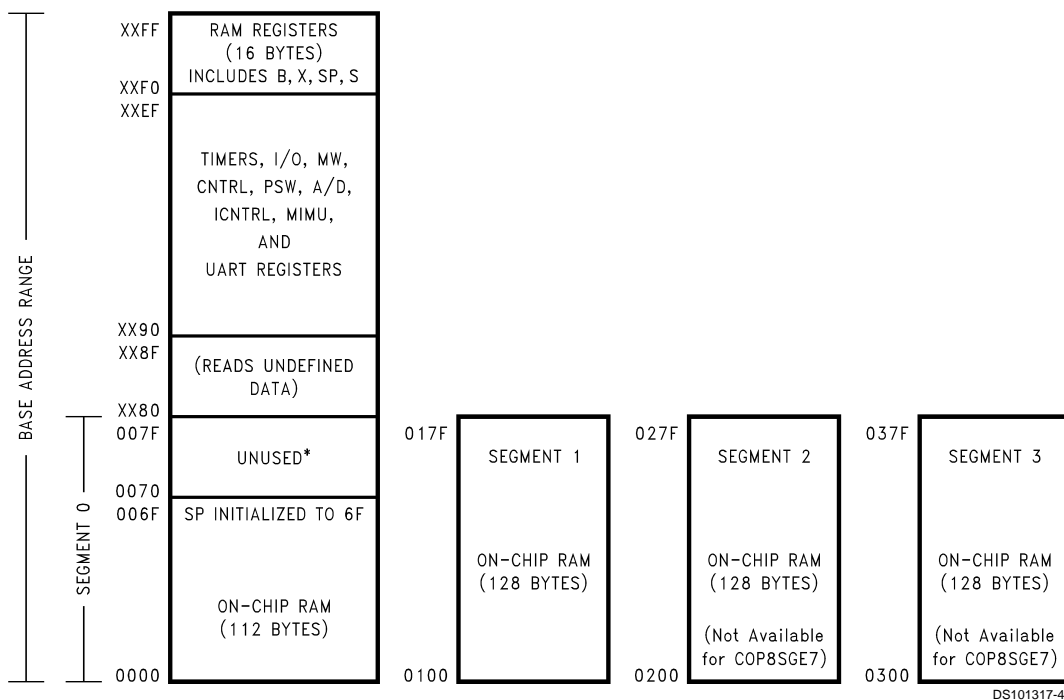 XXFF
RAM REGISTERS
(16 BYTES)
INCLUDES B, X, SP, S
XXF0
XXEF
TIMERS, I/O, MW,
CNTRL, PSW, A/D,
ICNTRL, MIMU,
AND
UART REGISTERS
XX90
XX8F
(READS UNDEFINED
DATA)
XX80
007F
UNUSED*
0070
006F
SP INITIALIZED TO 6F
ON-CHIP RAM
(112 BYTES)
0000
BASE ADDRESS RANGE
SEGMENT 0
017F
SEGMENT 1
ON-CHIP RAM
(128 BYTES)
0100
027F
SEGMENT 2
ON-CHIP RAM
(128 BYTES)
(Not Available
for COP8SGE7)
0200
037F
SEGMENT 3
ON-CHIP RAM
(128 BYTES)
(Not Available
for COP8SGE7)
0300
DS101317-4